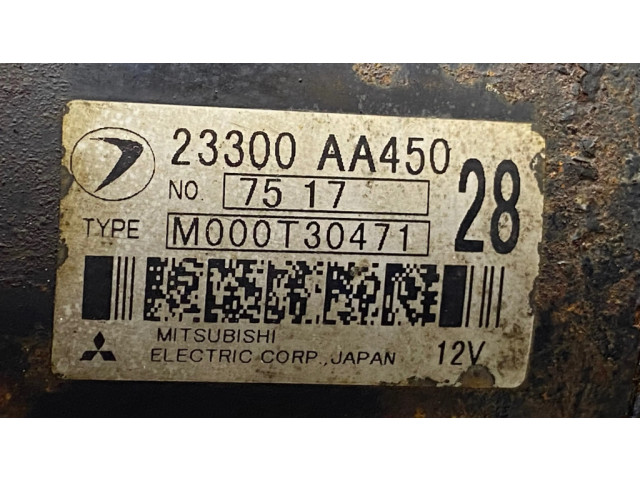 23300 AA450
28
NO. 75 17
TYPE M000T30471
MITSUBISHI
ELECTRIC CORP., JAPAN 12V